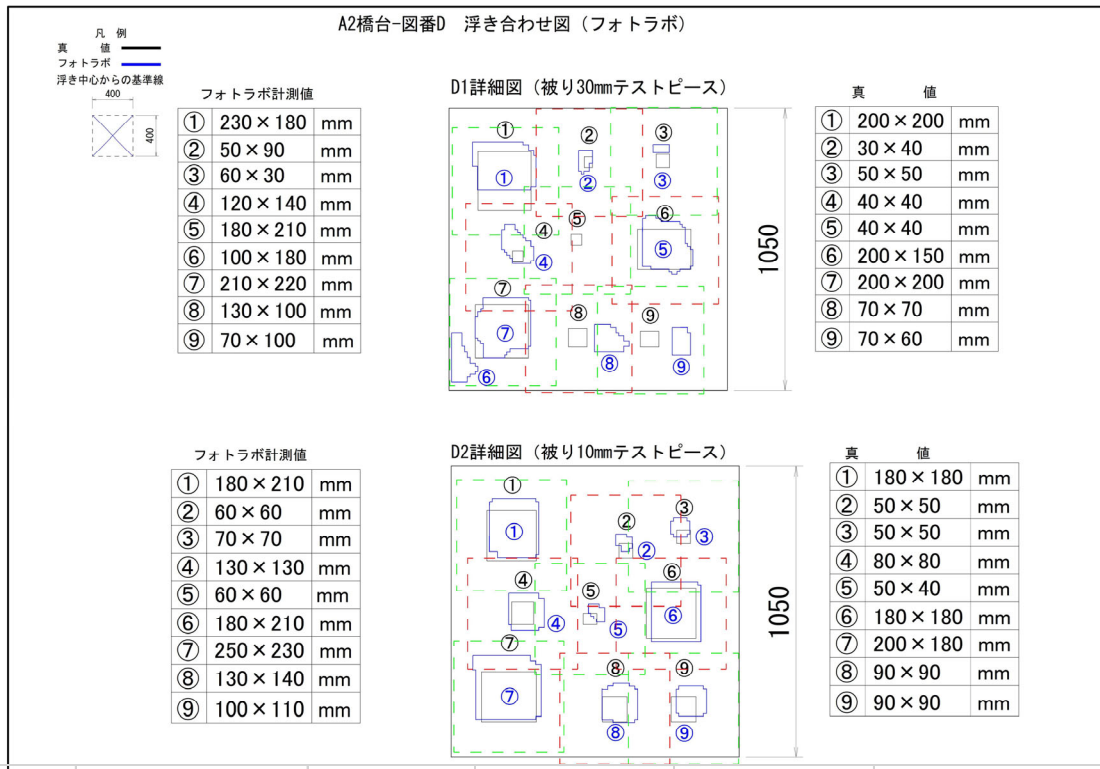 A2橋台-図番D 浮き合わせ図（フォトラボ）
凡 例
真 値
フォトラボ
浮き中心からの基準線
400
400
フォトラボ計測値
① 230×180 mm
② 50×90 mm
③ 60×30 mm
④ 120×140 mm
⑤ 180×210 mm
⑥ 100×180 mm
⑦ 210×220 mm
⑧ 130×100 mm
⑨ 70×100 mm
D1詳細図（被り30mmテストピース）
①
②
③
①
②
③
④
⑤
⑥
④
⑤
⑦
⑧
⑨
⑦
⑥
⑧
⑨
1050
真 値
① 200×200 mm
② 30×40 mm
③ 50×50 mm
④ 40×40 mm
⑤ 40×40 mm
⑥ 200×150 mm
⑦ 200×200 mm
⑧ 70×70 mm
⑨ 70×60 mm
フォトラボ計測値
① 180×210 mm
② 60×60 mm
③ 70×70 mm
④ 130×130 mm
⑤ 60×60 mm
⑥ 180×210 mm
⑦ 250×230 mm
⑧ 130×140 mm
⑨ 100×110 mm
D2詳細図（被り10mmテストピース）
①
②
③
①
②
③
④
⑤
⑥
④
⑤
⑥
⑦
⑧
⑨
⑦
⑧
⑨
1050
真 値
① 180×180 mm
② 50×50 mm
③ 50×50 mm
④ 80×80 mm
⑤ 50×40 mm
⑥ 180×180 mm
⑦ 200×180 mm
⑧ 90×90 mm
⑨ 90×90 mm